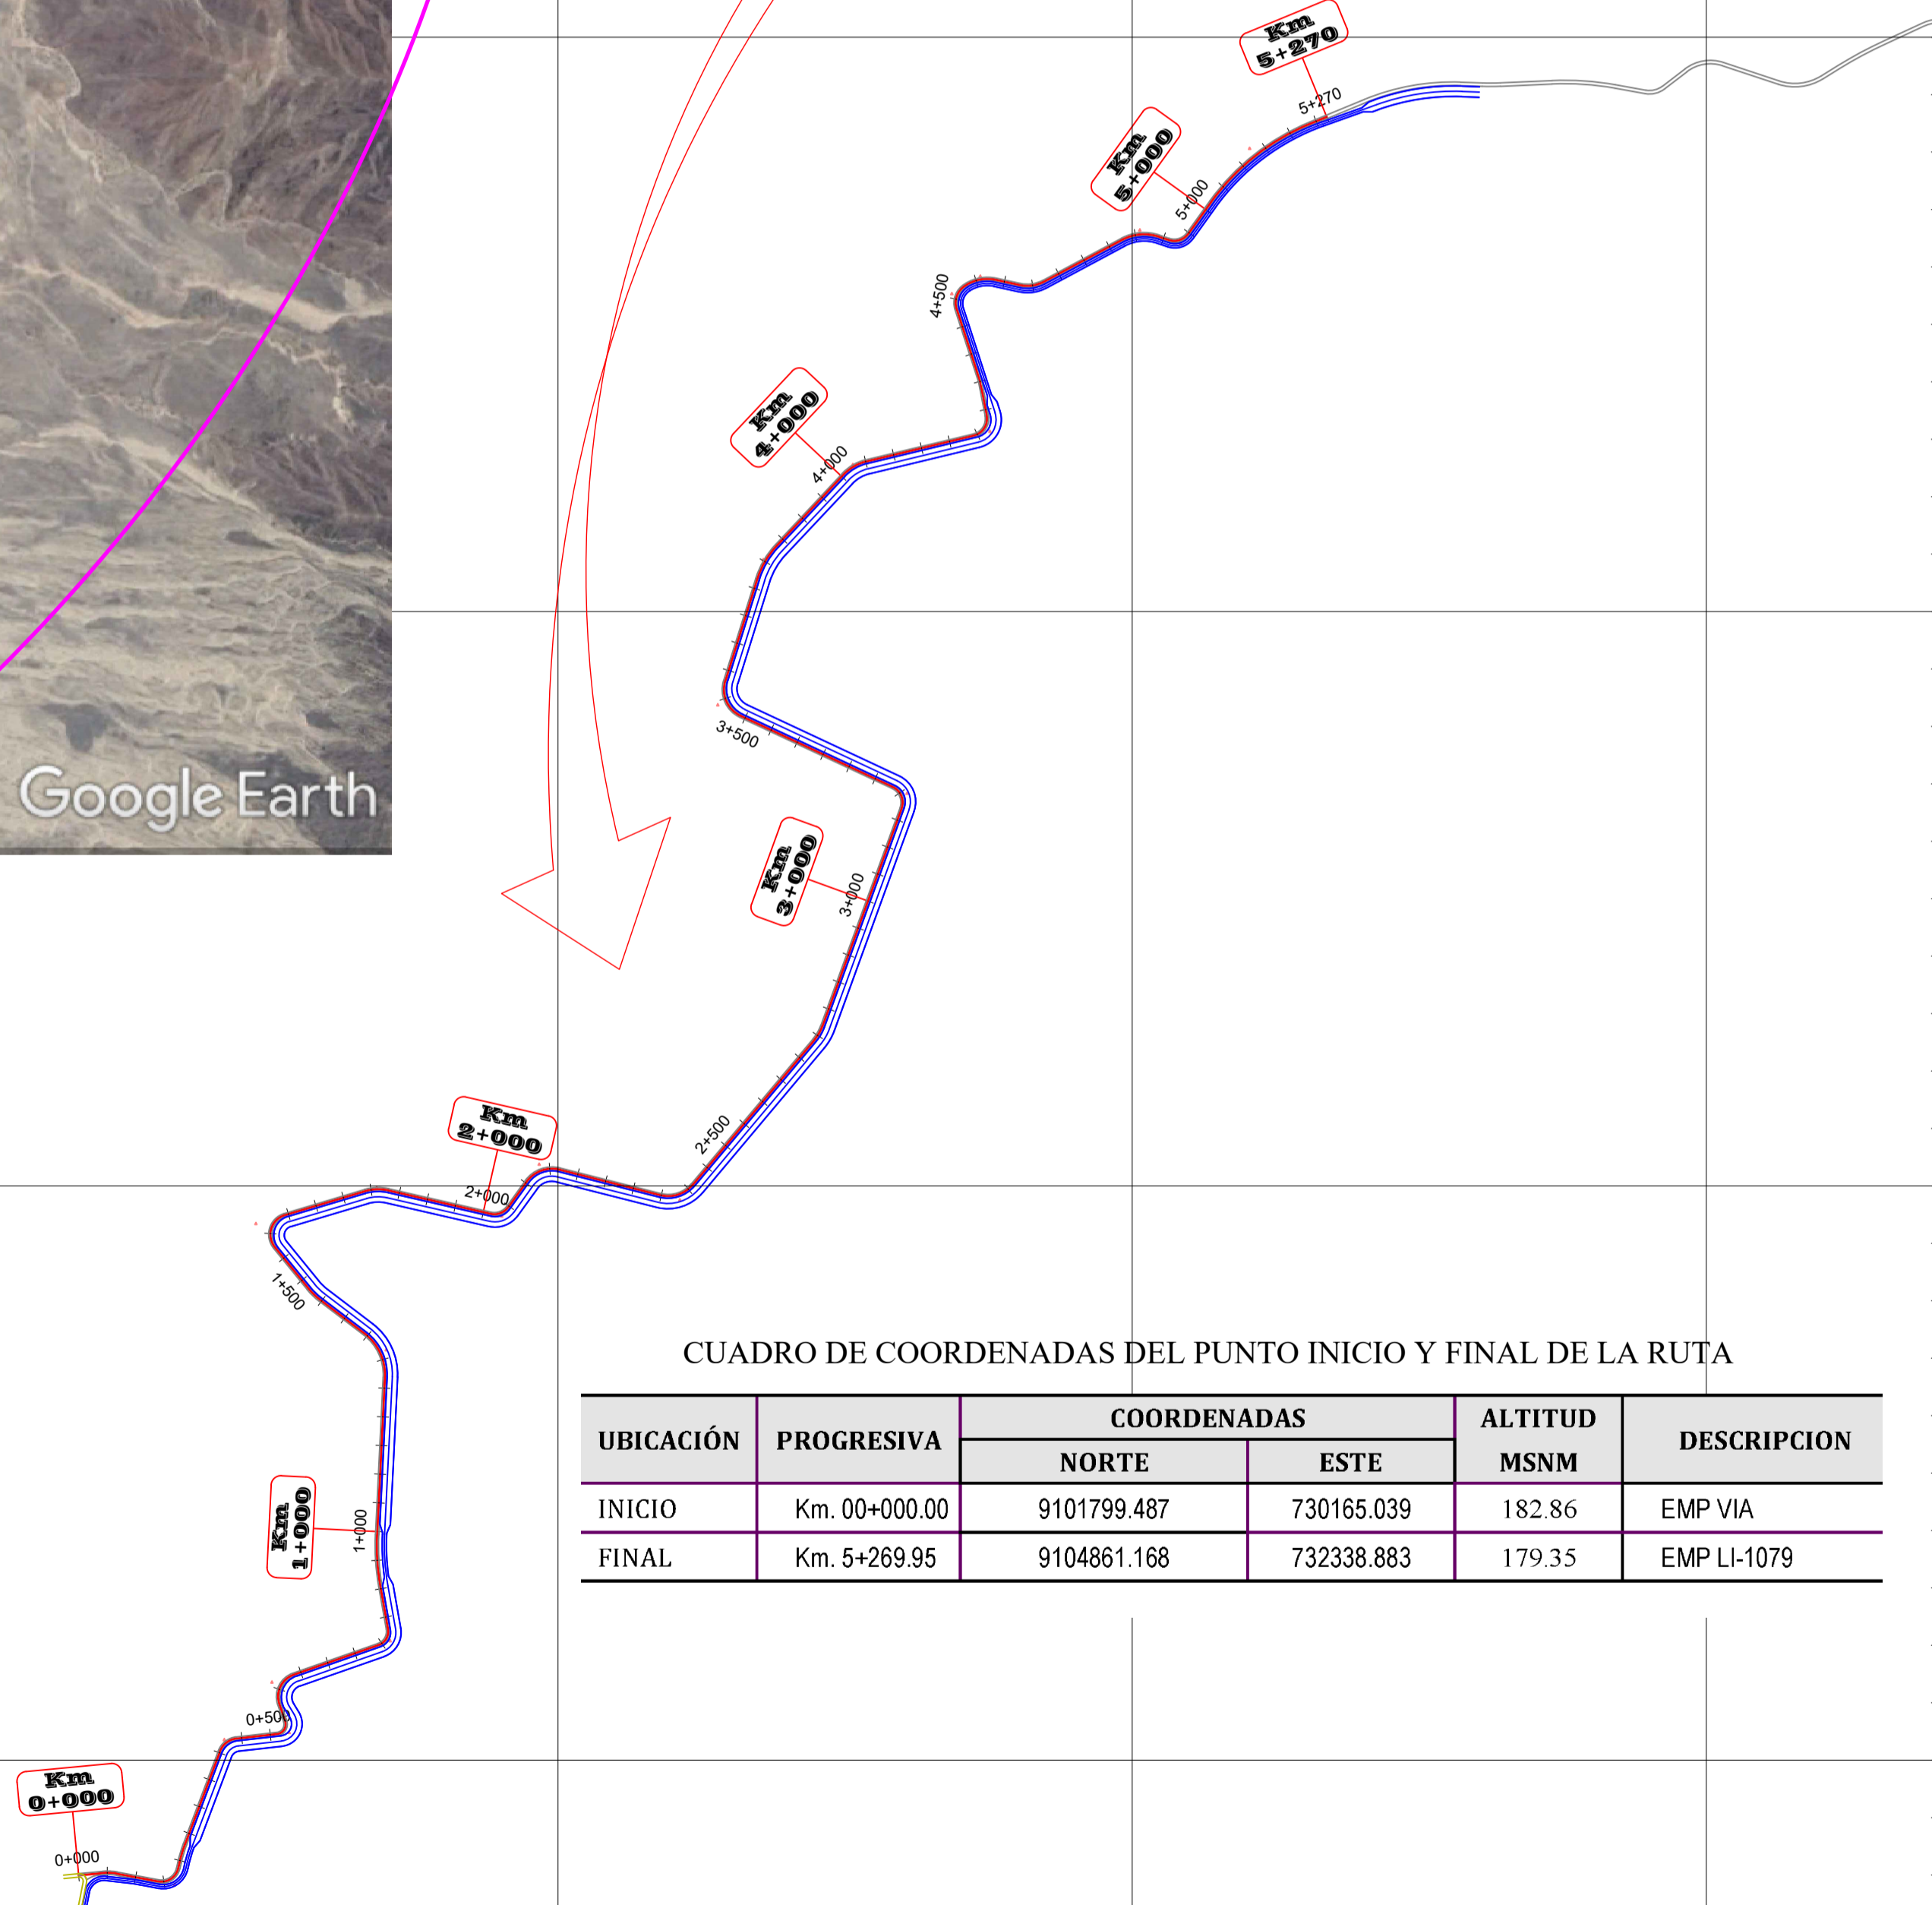 Km
5+270
5+270
Km
5+000
5+000
4+500
Km
4+000
4+000
3+500
Google Earth
Km
3+000
3+000
2+500
Km
2+000
2+000
1+500
CUADRO DE COORDENADAS DEL PUNTO INICIO Y FINAL DE LA RUTA
UBICACIÓN PROGRESIVA COORDENADAS ALTITUD MSNM DESCRIPCION
NORTE ESTE
INICIO Km. 00+000.00 9101799.487 730165.039 182.86 EMP VIA
FINAL Km. 5+269.95 9104861.168 732338.883 179.35 EMP LI-1079
Km
1+000
1+000
0+500
Km
0+000
0+000